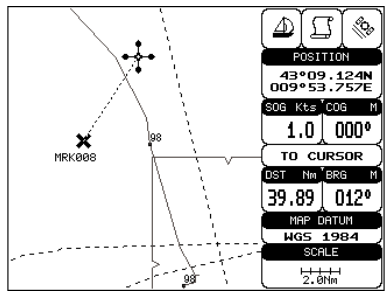 POSITION
43°09.124N
009°53.757E
SOG Kts COG M
1.0 000°
TO CURSOR
DST Nm BRG M
39.89 012°
MAP DATUM
WGS 1984
SCALE
2.0Nm
98
MRK008
98